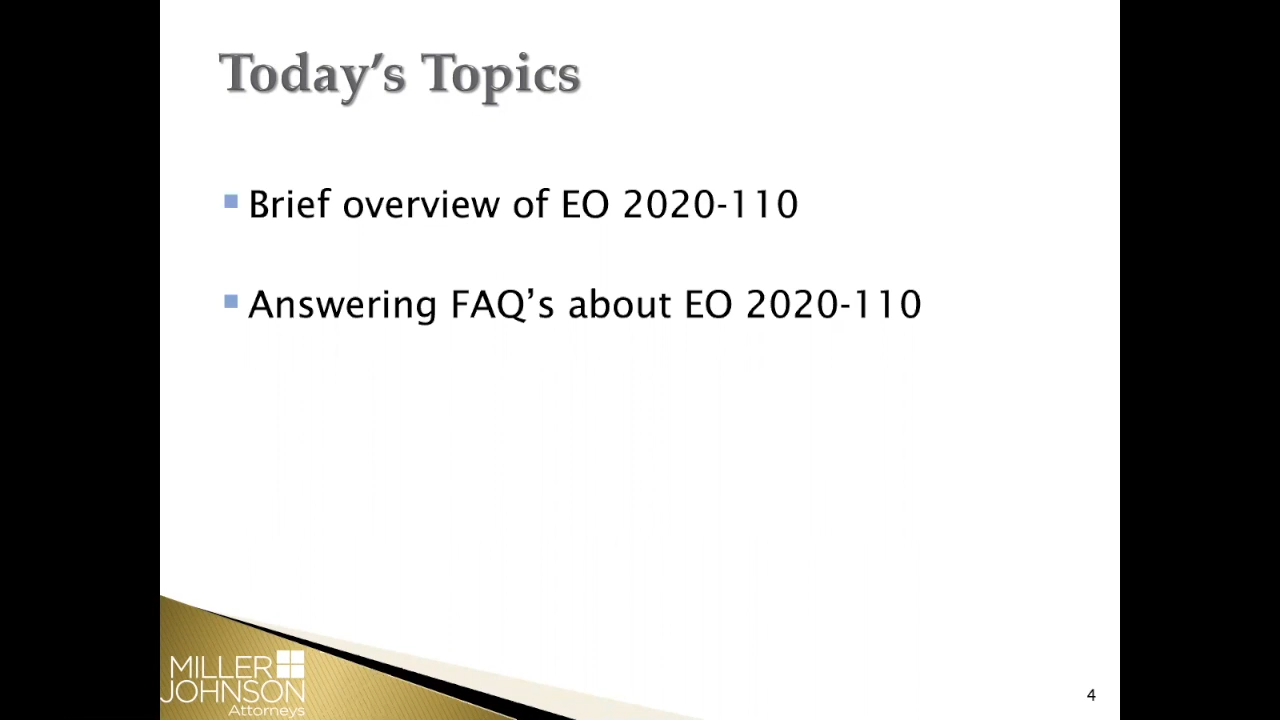 Today’s Topics
Brief overview of EO 2020-110
Answering FAQ’s about EO 2020-110
MILLER
JOHNSON
Attorneys
4